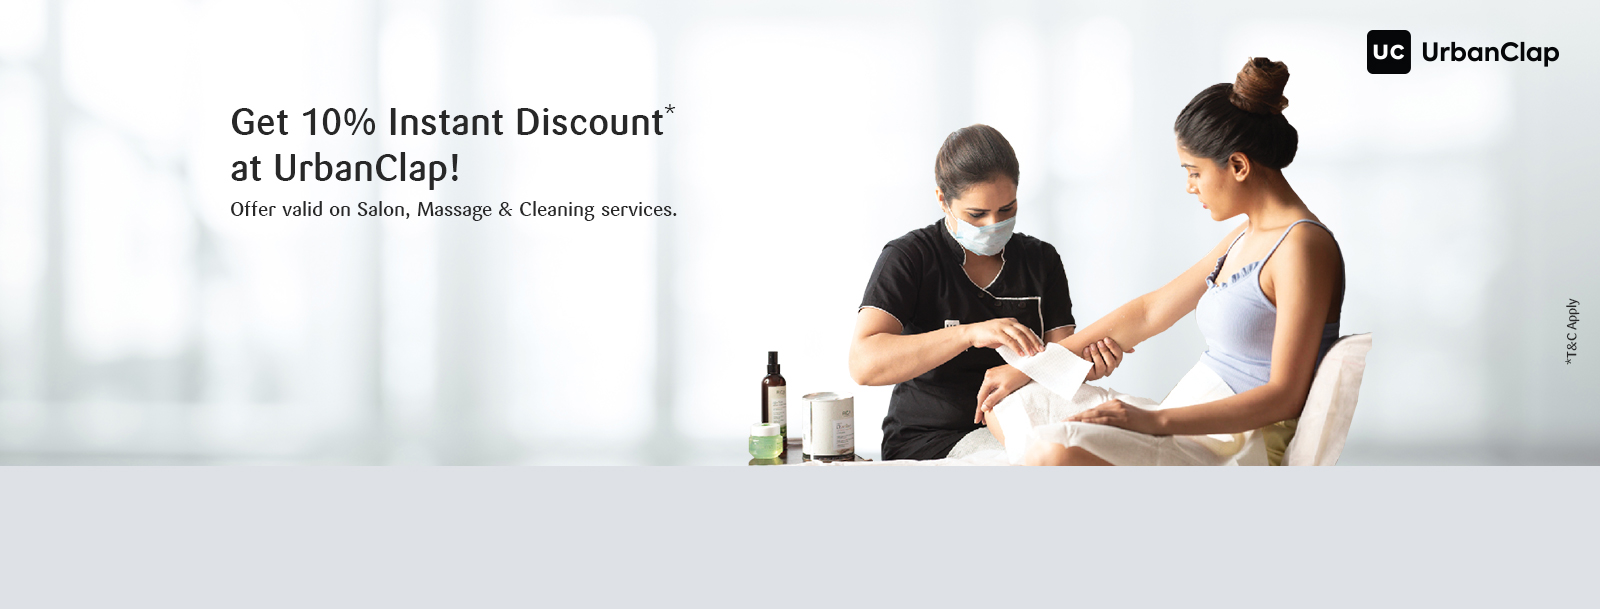 UC UrbanClap
Get 10% Instant Discount*
at UrbanClap!
Offer valid on Salon, Massage & Cleaning services.
*T&C Apply